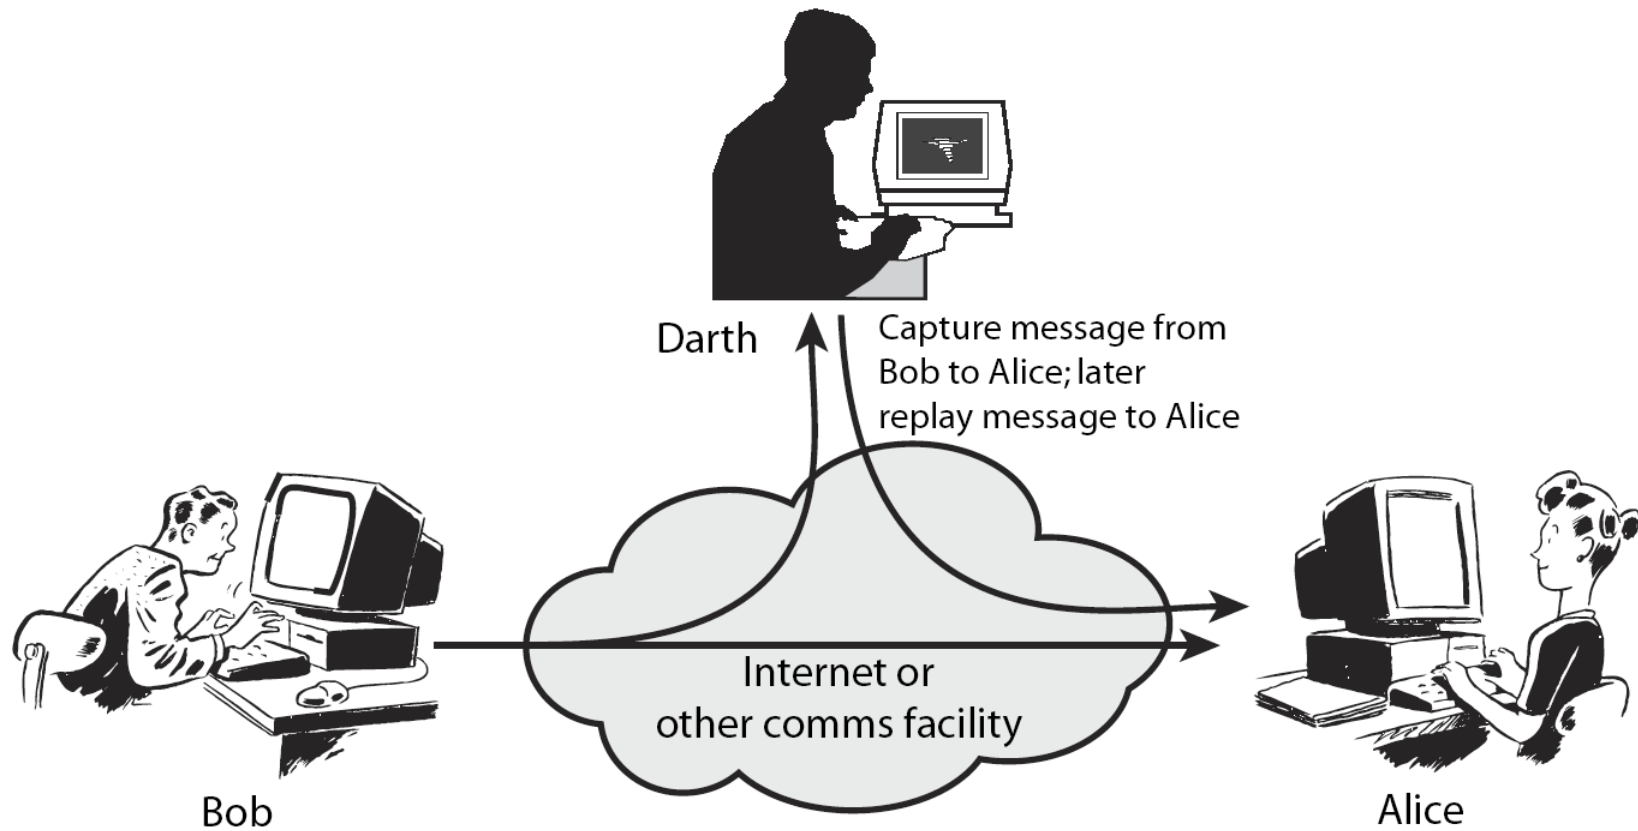 Darth
Capture message from
Bob to Alice; later
replay message to Alice
Internet or
other comms facility
Bob
Alice